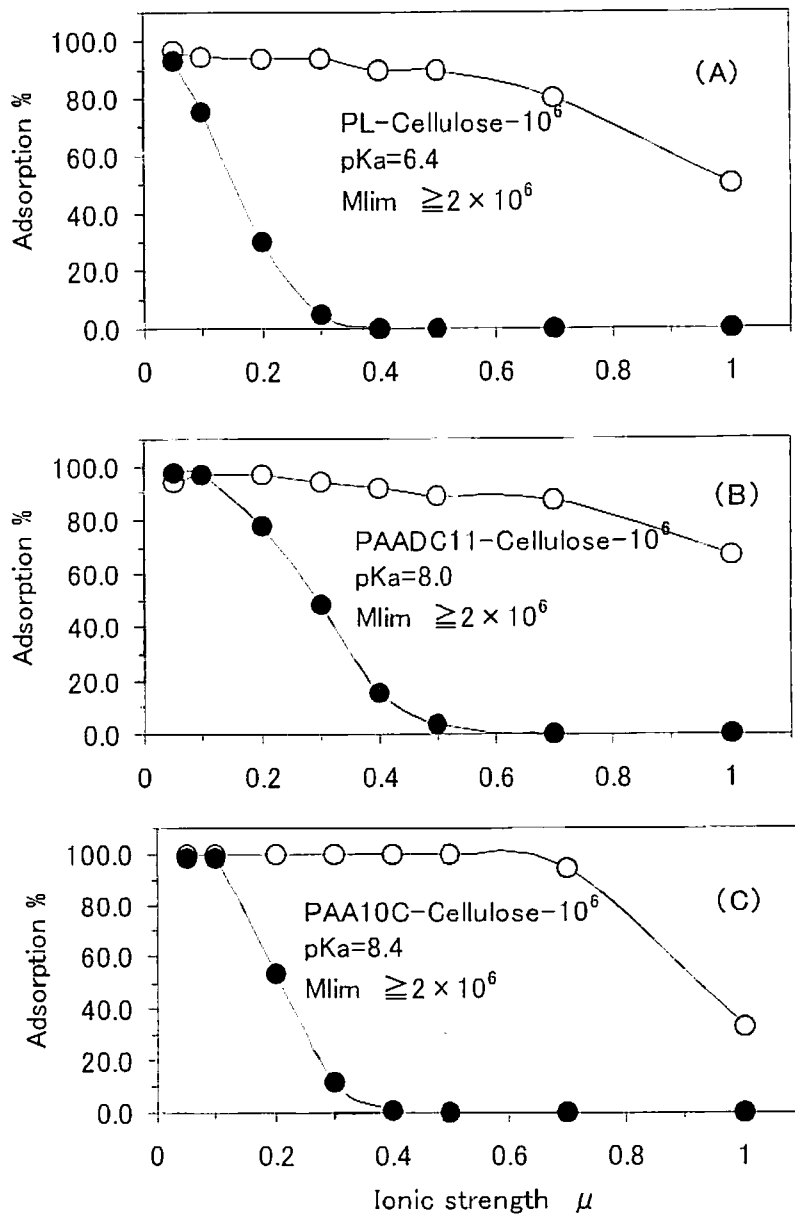 Adsorption %
100.0
80.0
60.0
40.0
20.0
0.0
(A)
PL-Cellulose-10⁶
pKa=6.4
Mlim ≧2×10⁶
0 0.2 0.4 0.6 0.8 1
Adsorption %
100.0
80.0
60.0
40.0
20.0
0.0
(B)
PAADC11-Cellulose-10⁶
pKa=8.0
Mlim ≧2×10⁶
0 0.2 0.4 0.6 0.8 1
Adsorption %
100.0
80.0
60.0
40.0
20.0
0.0
(C)
PAA10C-Cellulose-10⁶
pKa=8.4
Mlim ≧2×10⁶
0 0.2 0.4 0.6 0.8 1
Ionic strength μ